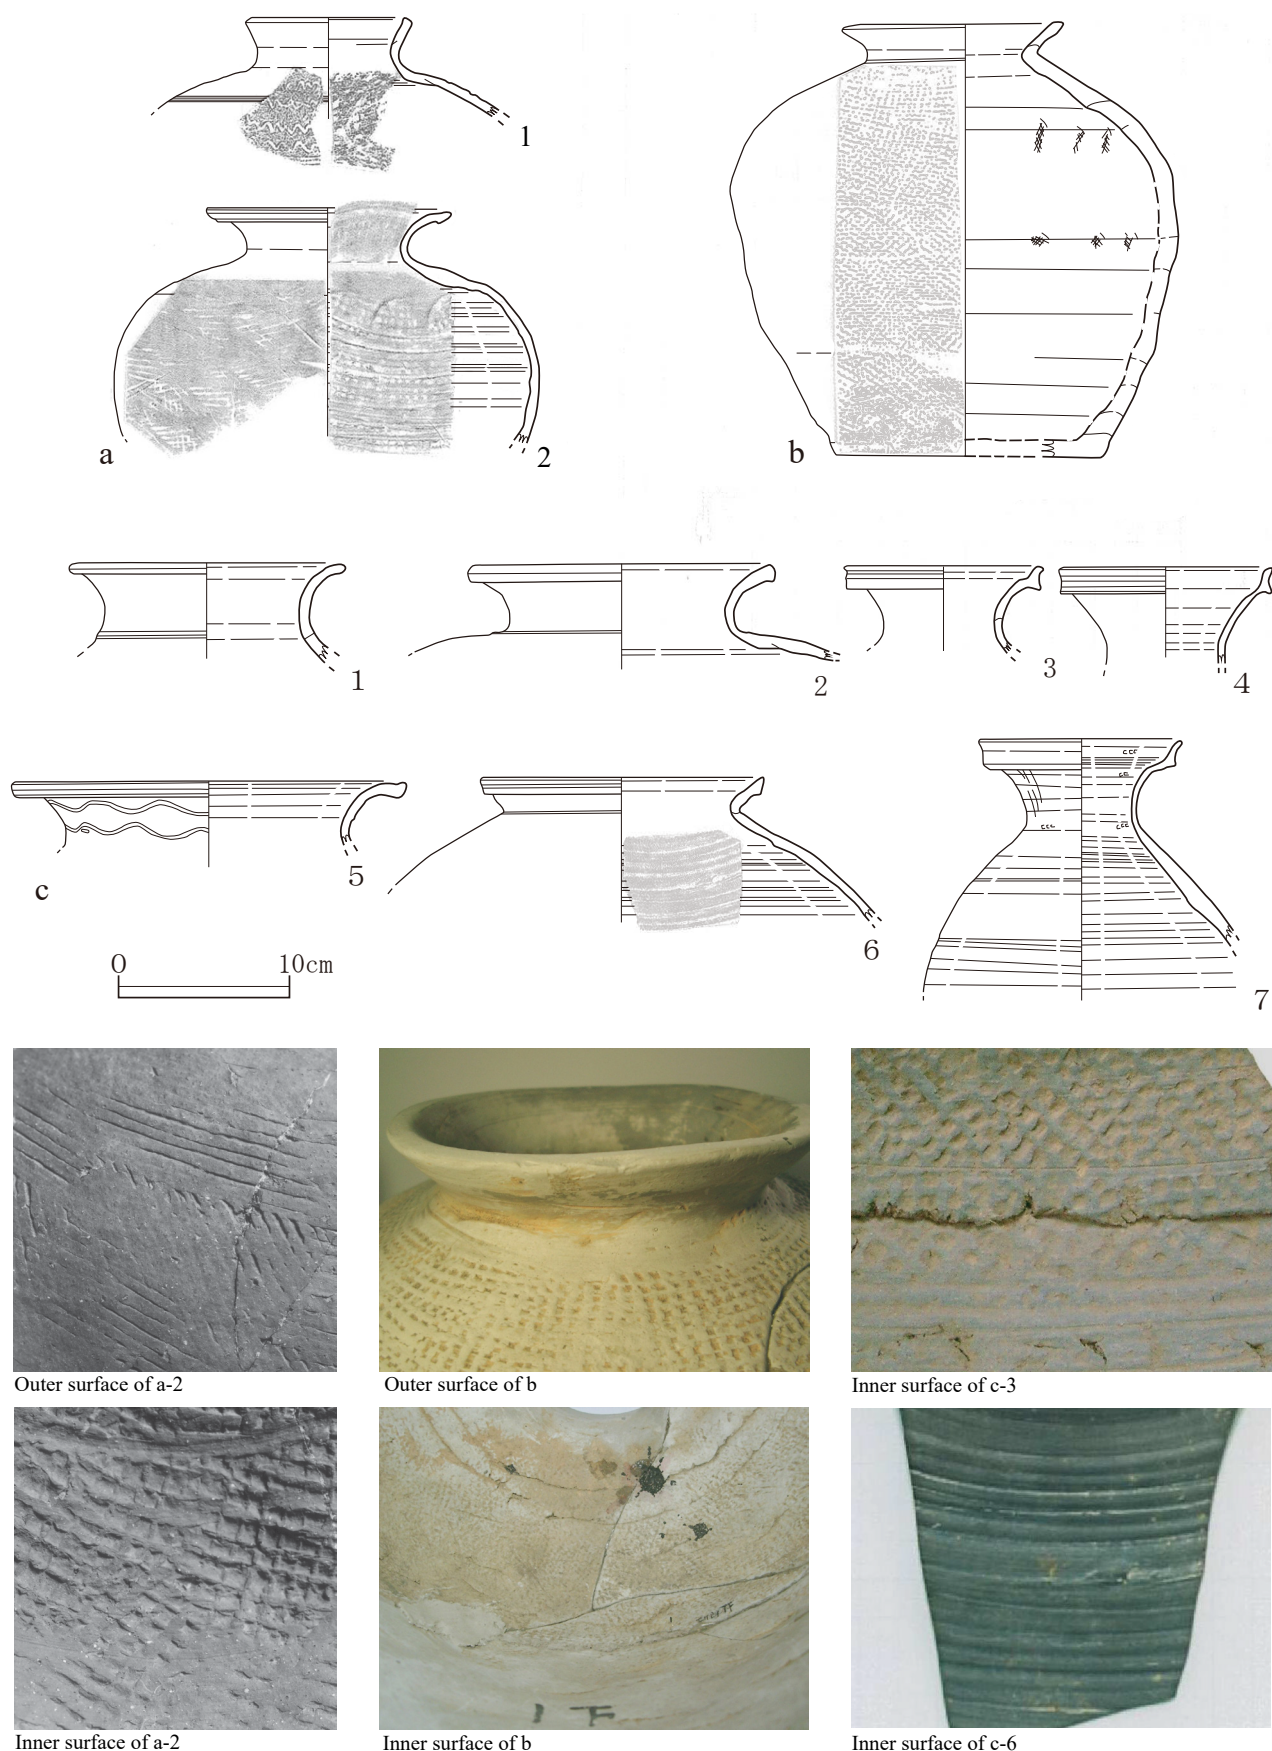 1
a
2
b
1
2
3
4
c
5
6
7
0 10cm
Outer surface of a-2
Outer surface of b
Inner surface of c-3
Inner surface of a-2
Inner surface of b
Inner surface of c-6